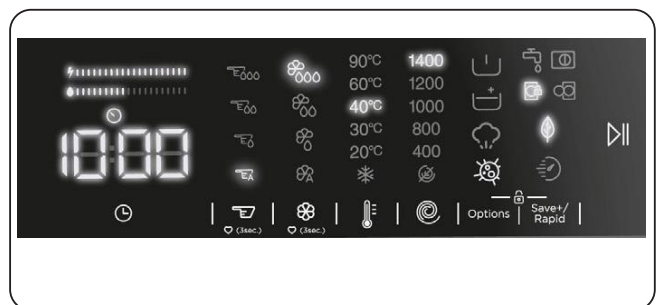 90°C 1400
60°C 1200
40°C 1000
30°C 800
20°C 400
A A
10:00
Options Save+/
Rapid
(3sec.) (3sec.)